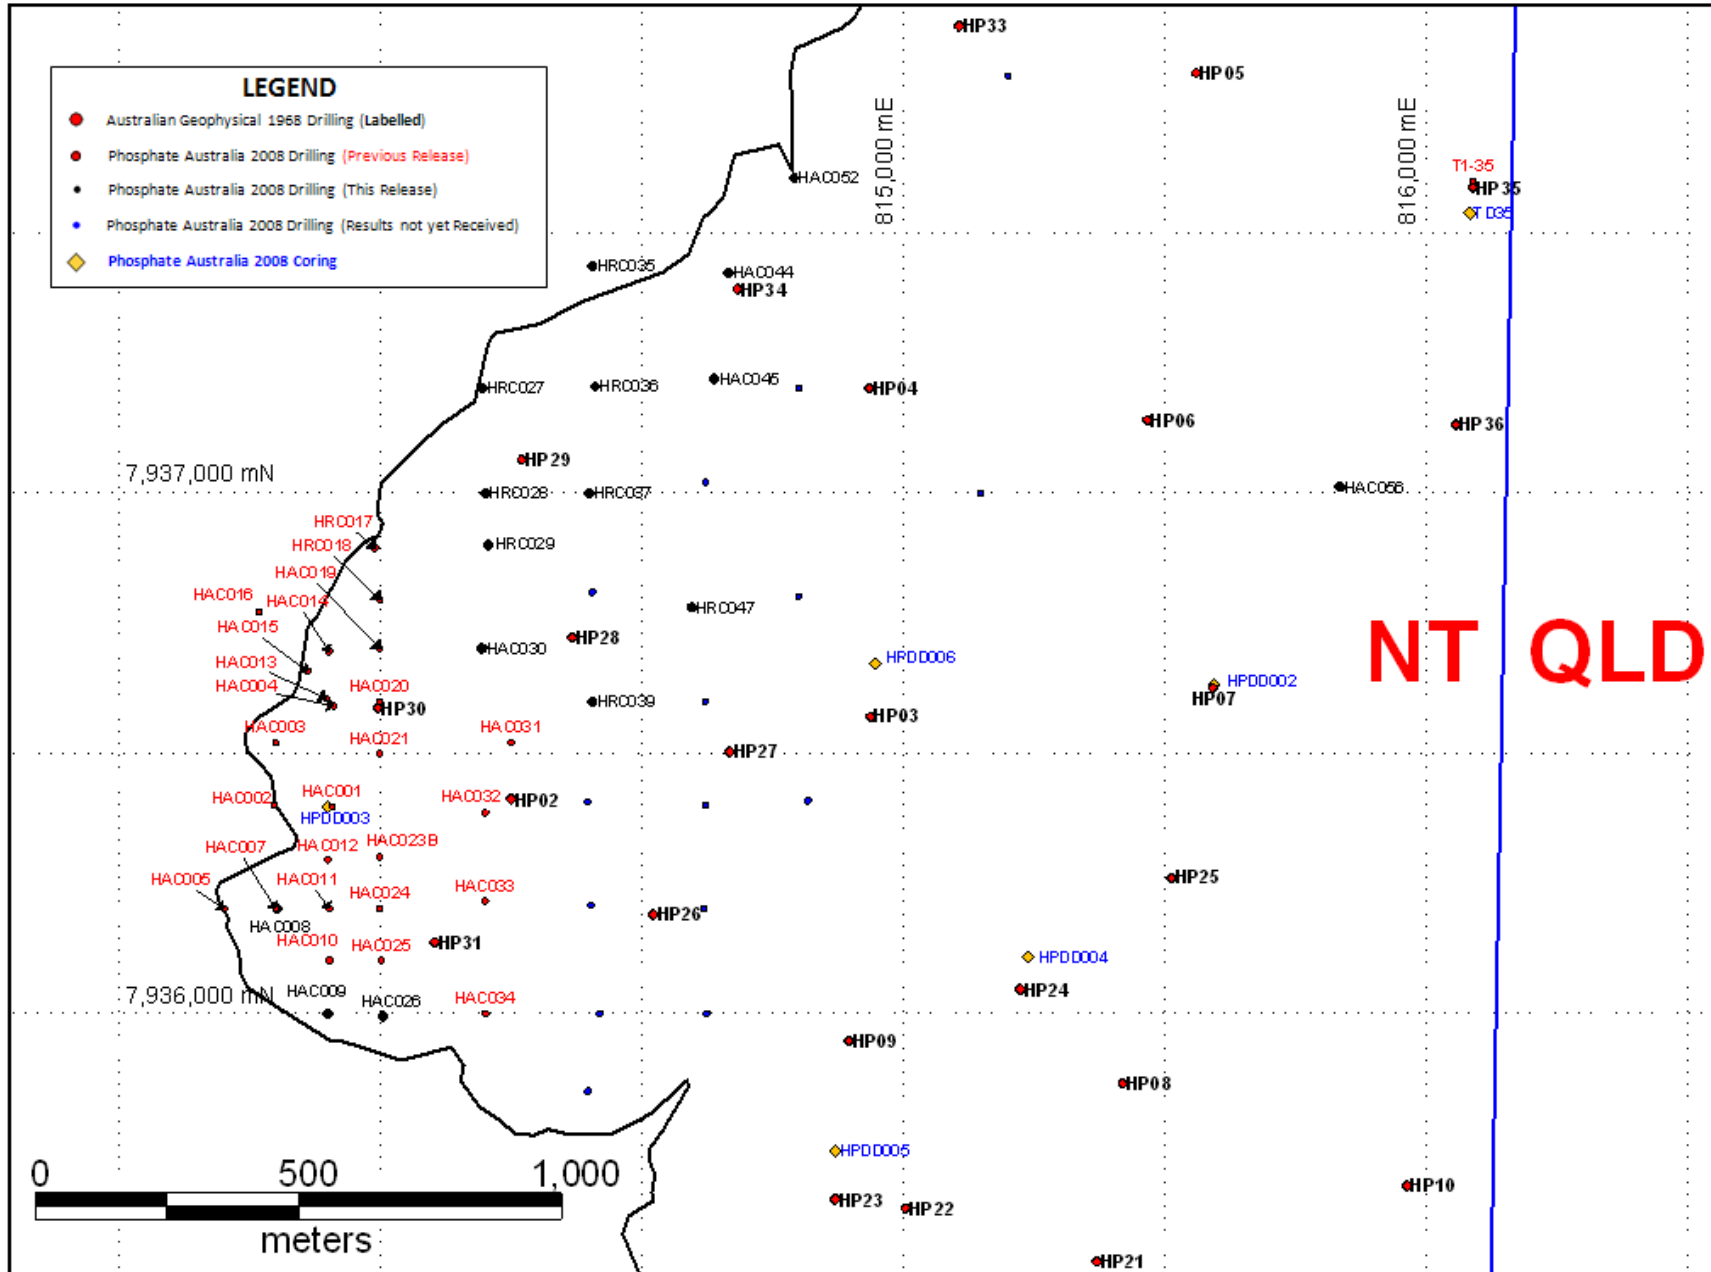 LEGEND
Australian Geophysical 1968 Drilling (Labelled)
Phosphate Australia 2008 Drilling (Previous Release)
Phosphate Australia 2008 Drilling (This Release)
Phosphate Australia 2008 Drilling (Results not yet Received)
Phosphate Australia 2008 Coring
HP33
HP05
815,000 mE
816,000 mE
HAC052
T1-35
HP35
TD35
HRC035
HAC044
HP34
HRC027
HRC036
HAC045
HP04
HP06
HP36
HP29
7,937,000 mN
HRC028
HRC037
HAC056
HRC017
HRC018
HRC029
HAC019
HAC016
HAC014
HRC047
HAC015
HP28
HAC030
NT QLD
HAC013
HPDD006
HAC004
HAC020
HPDD002
HP30
HRC039
HP07
HAC003
HAC031
HP03
HAC021
HP27
HAC002
HAC001
HAC032
HP02
HPDD003
HAC007
HAC012
HAC023B
HAC005
HAC011
HAC024
HAC033
HP25
HAC008
HP26
HAC010
HAC025
HP31
HPDD004
7,936,000 mN
HAC009
HAC026
HAC034
HP24
HP09
HP08
HPDD005
0 500 1,000
HP10
HP23
HP22
meters
HP21